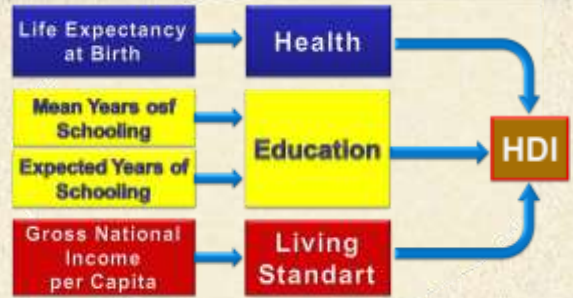 Life Expectancy
at Birth
Health
Mean Years osf
Schooling
Expected Years of
Schooling
Education
HDI
Gross National
Income
per Capita
Living
Standart